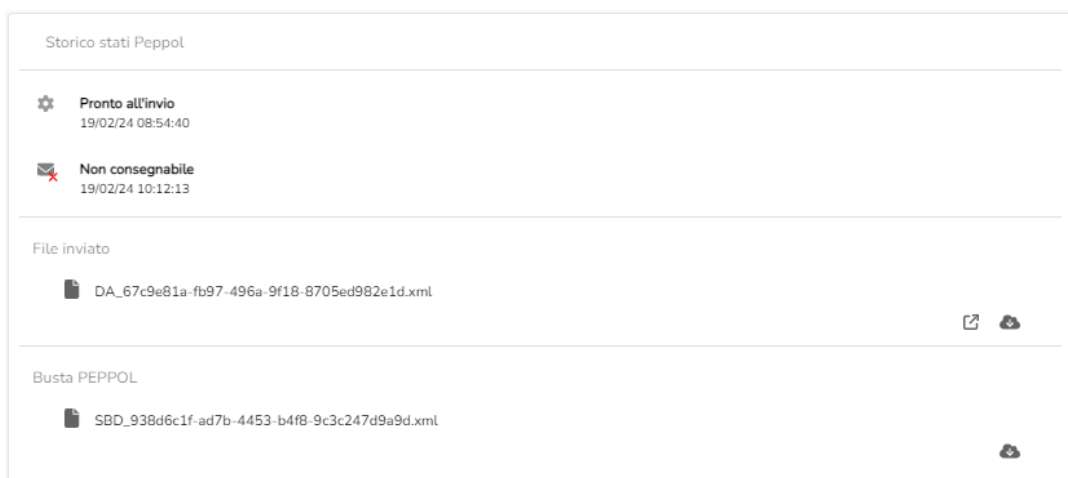 Storico stati Peppol
Pronto all'invio
19/02/24 08:54:40
Non consegnabile
19/02/24 10:12:13
File inviato
DA_67c9e81a-fb97-496a-9f18-8705ed982e1d.xml
Busta PEPPOL
SBD_938d6c1f-ad7b-4453-b4f8-9c3c247d9a9d.xml